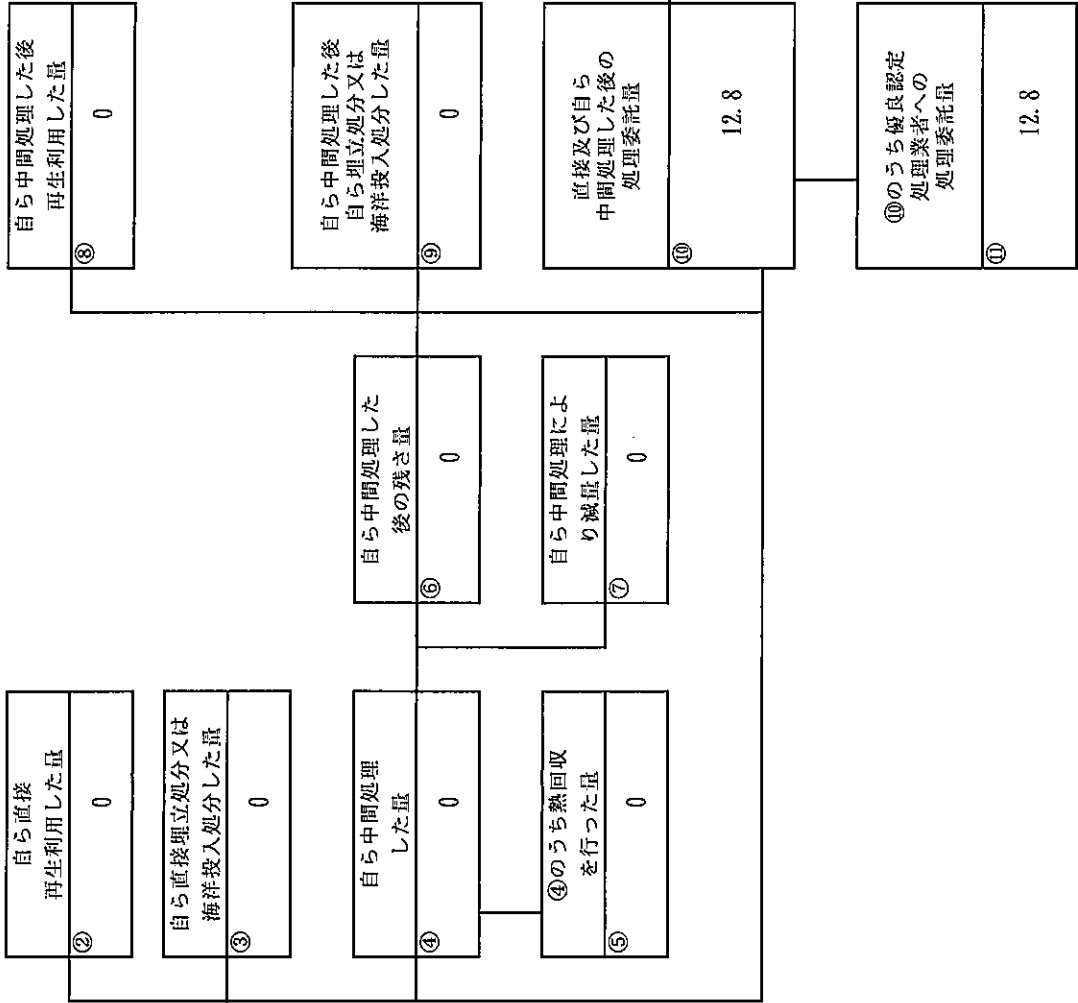 自ら直接
再生利用した量
②
0
自ら直接埋立処分又は
海洋投入処分した量
③
0
自ら中間処理
した量
④
0
④のうち熱回収
を行った量
⑤
0
自ら中間処理した
後の残さ量
⑥
0
自ら中間処理によ
り減量した量
⑦
0
自ら中間処理した後
再生利用した量
⑧
0
自ら中間処理した後
自ら埋立処分又は
海洋投入処分した量
⑨
0
直接及び自ら
中間処理した後の
処理委託量
⑩
12.8
⑩のうち優良認定
処理業者への
処理委託量
⑪
12.8